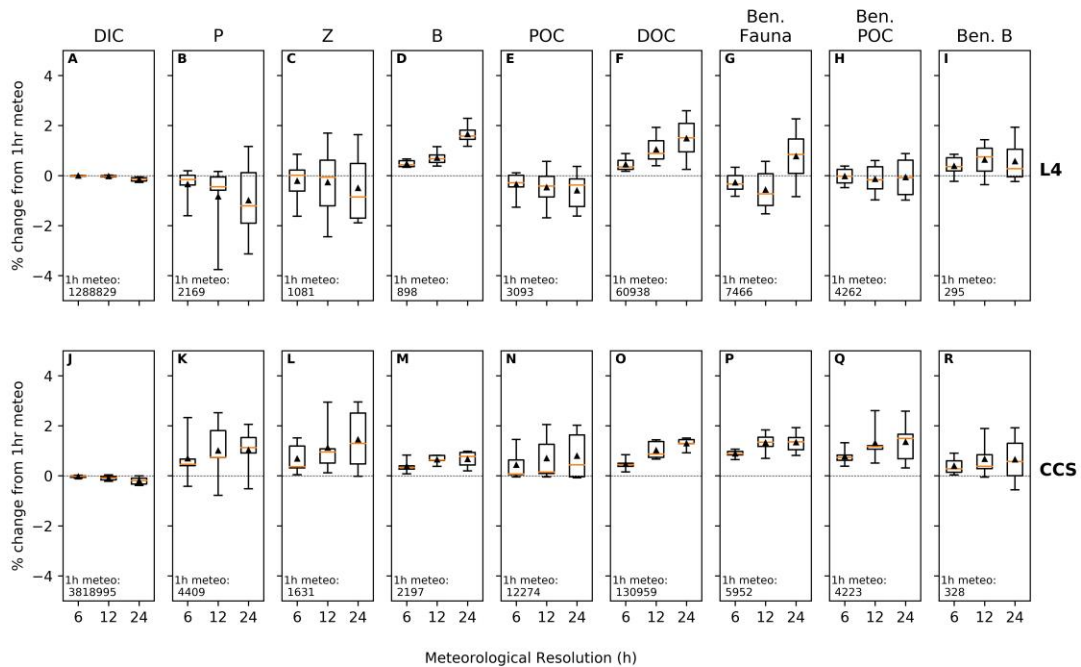 DIC P Z B POC DOC Ben. Fauna Ben. POC Ben. B
A B C D E F G H I
4
2
0
−2
−4
% change from 1hr meteo
L4
1h meteo: 1h meteo: 1h meteo: 1h meteo: 1h meteo: 1h meteo: 1h meteo: 1h meteo: 1h meteo:
1288829 2169 1081 898 3093 60938 7466 4262 295
J K L M N O P Q R
4
2
0
−2
−4
% change from 1hr meteo
CCS
1h meteo: 1h meteo: 1h meteo: 1h meteo: 1h meteo: 1h meteo: 1h meteo: 1h meteo: 1h meteo:
3818995 4409 1631 2197 12274 130959 5952 4223 328
6 12 24 6 12 24 6 12 24 6 12 24 6 12 24 6 12 24 6 12 24 6 12 24 6 12 24
Meteorological Resolution (h)